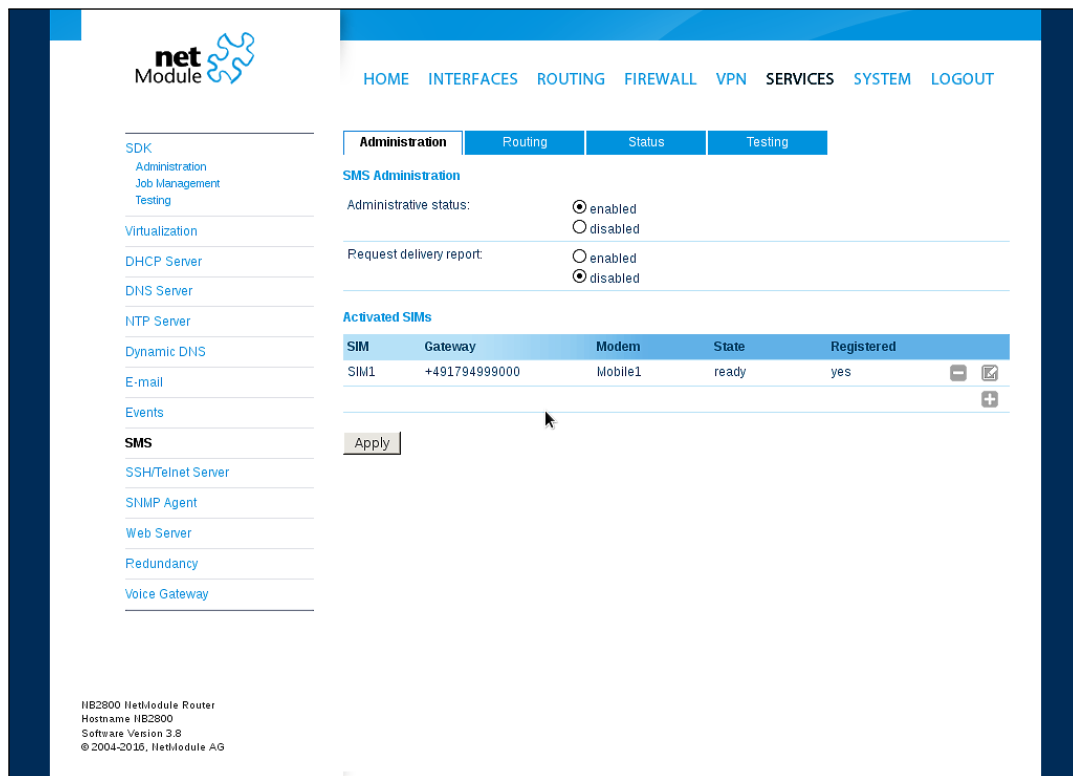 net
Module
HOME INTERFACES ROUTING FIREWALL VPN SERVICES SYSTEM LOGOUT
SDK
Administration
Job Management
Testing
Virtualization
DHCP Server
DNS Server
NTP Server
Dynamic DNS
E-mail
Events
SMS
SSH/Telnet Server
SNMP Agent
Web Server
Redundancy
Voice Gateway
Administration Routing Status Testing
SMS Administration
Administrative status: enabled
disabled
Request delivery report: enabled
disabled
Activated SIMs
SIM Gateway Modem State Registered
SIM1 +491794999000 Mobile1 ready yes
Apply
NB2800 NetModule Router
Hostname NB2800
Software Version 3.8
© 2004-2016, NetModule AG